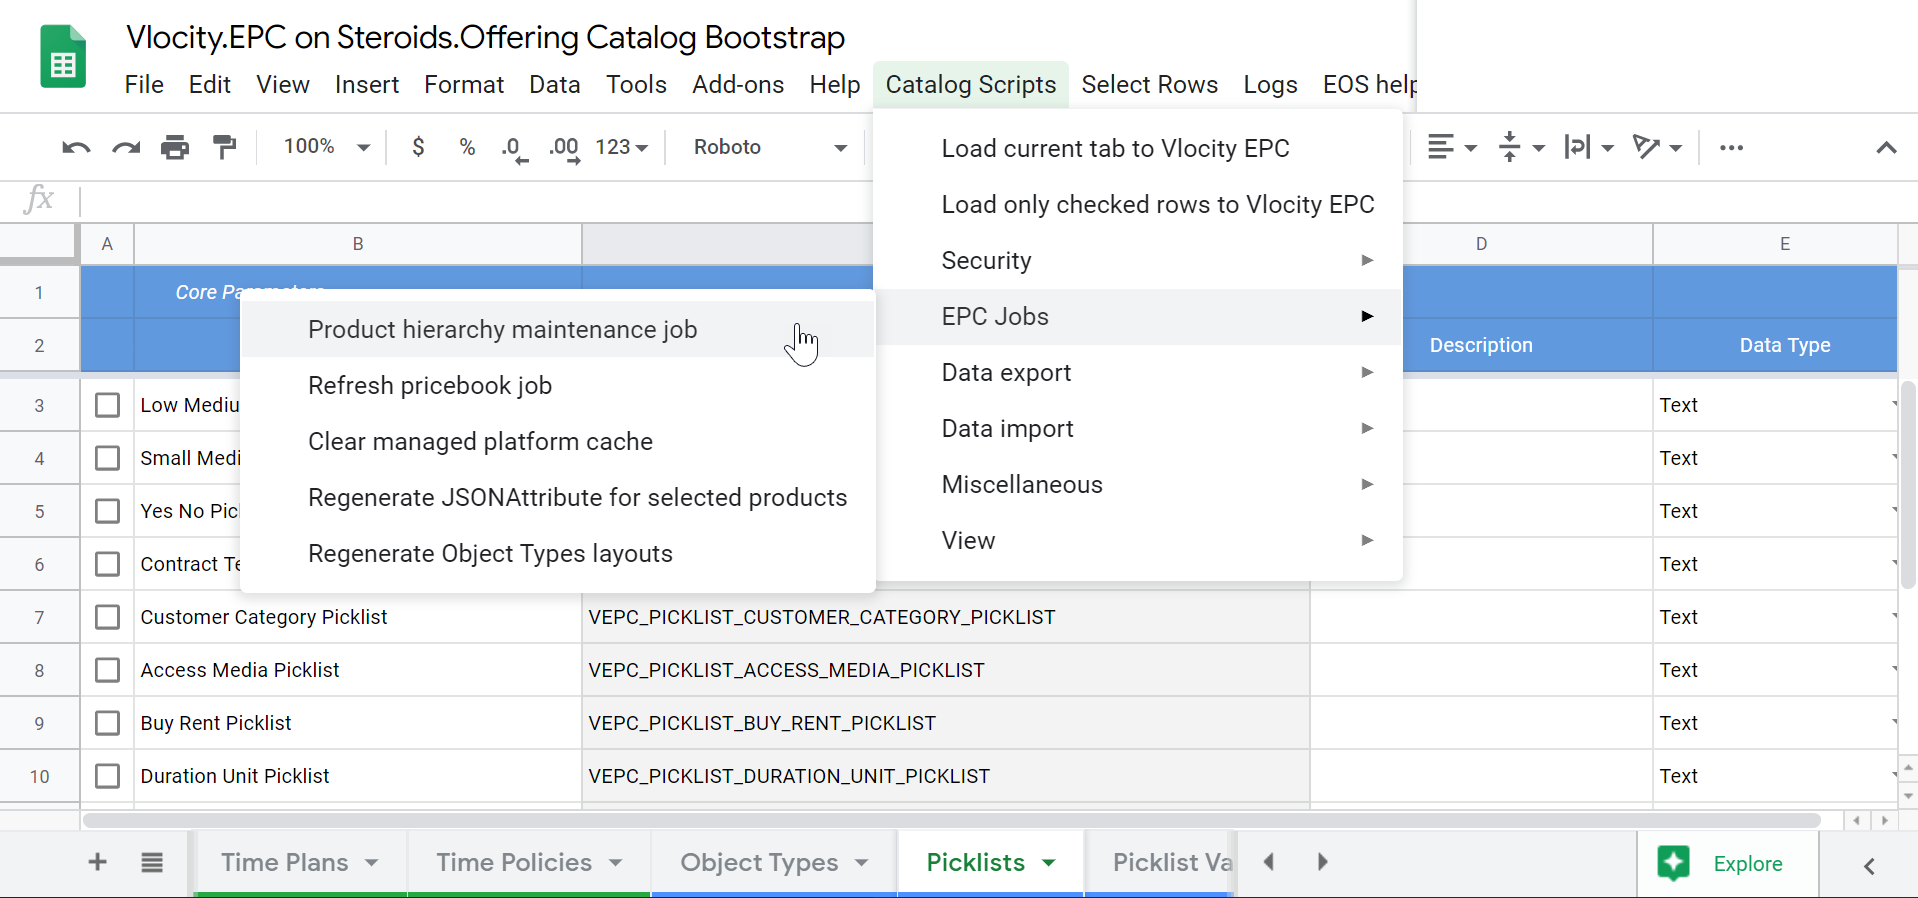 Vlocity.EPC on Steroids.Offering Catalog Bootstrap
File Edit View Insert Format Data Tools Add-ons Help Catalog Scripts Select Rows Logs EOS help
100% $ % .0 .00 123 Roboto
fx
Load current tab to Vlocity EPC
Load only checked rows to Vlocity EPC
Security
EPC Jobs
Data export
Data import
Miscellaneous
View
Product hierarchy maintenance job
Refresh pricebook job
Clear managed platform cache
Regenerate JSONAttribute for selected products
Regenerate Object Types layouts
A B D E
1 Core Parameters
2 Description Data Type
3 Low Mediu Text
4 Small Medi Text
5 Yes No Pic Text
6 Contract Te Text
7 Customer Category Picklist VEPC_PICKLIST_CUSTOMER_CATEGORY_PICKLIST Text
8 Access Media Picklist VEPC_PICKLIST_ACCESS_MEDIA_PICKLIST Text
9 Buy Rent Picklist VEPC_PICKLIST_BUY_RENT_PICKLIST Text
10 Duration Unit Picklist VEPC_PICKLIST_DURATION_UNIT_PICKLIST Text
+ Time Plans Time Policies Object Types Picklists Picklist Va Explore